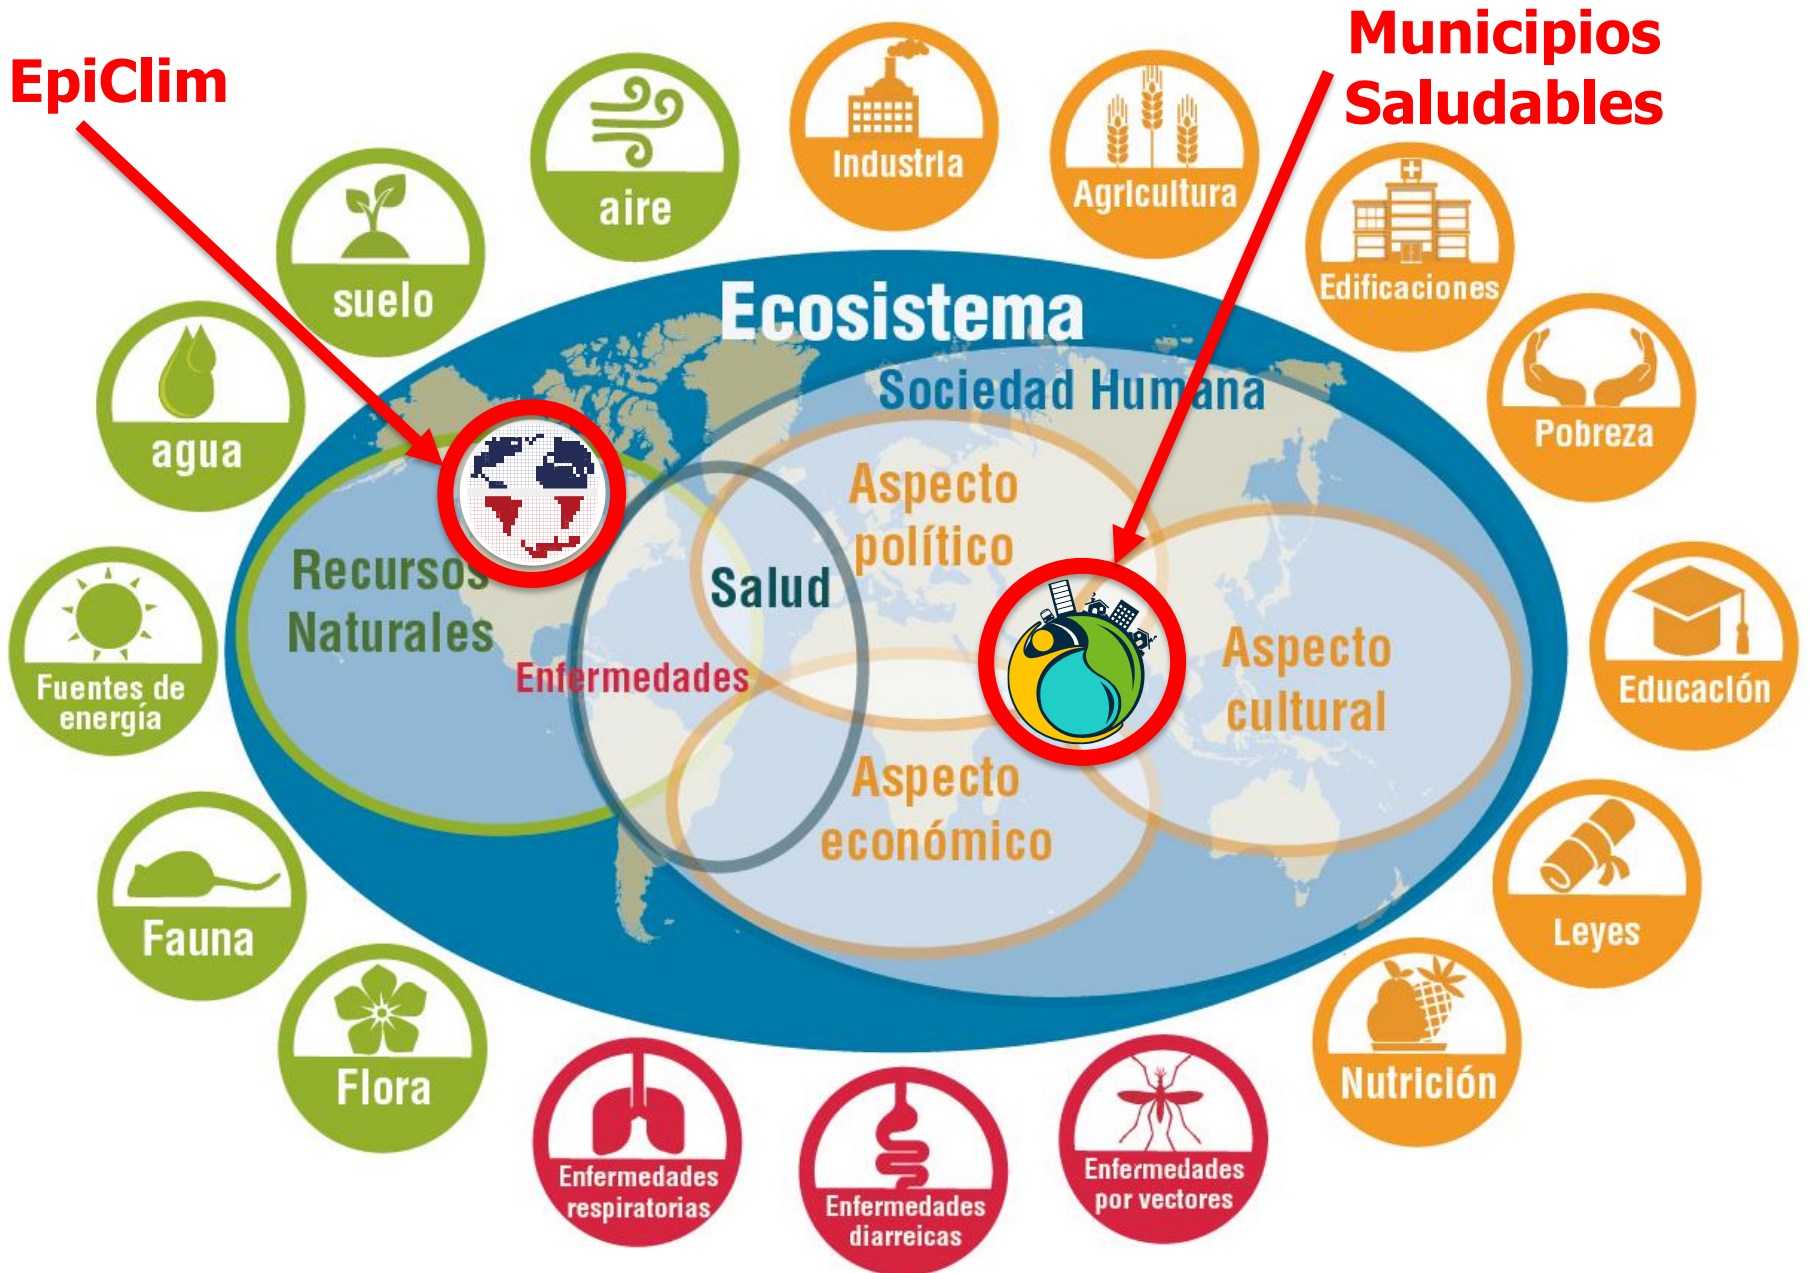 EpiClim
Municipios
Saludables
aire
Industria
Agricultura
suelo
Edificaciones
agua
Pobreza
Ecosistema
Sociedad Humana
Aspecto
político
Recursos
Naturales
Salud
Enfermedades
Aspecto
cultural
Aspecto
económico
Fuentes de
energía
Educación
Fauna
Leyes
Flora
Nutrición
Enfermedades
respiratorias
Enfermedades
diarreicas
Enfermedades
por vectores